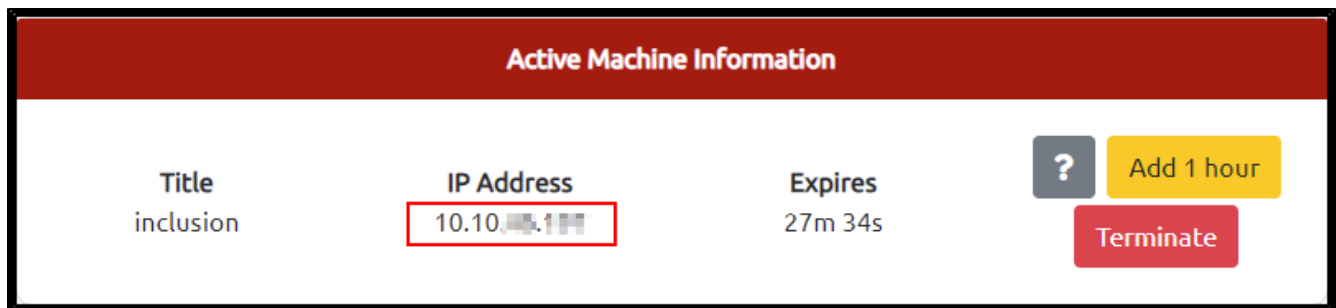 Active Machine Information
Title
IP Address
Expires
? Add 1 hour
inclusion
10.10.
27m 34s
Terminate